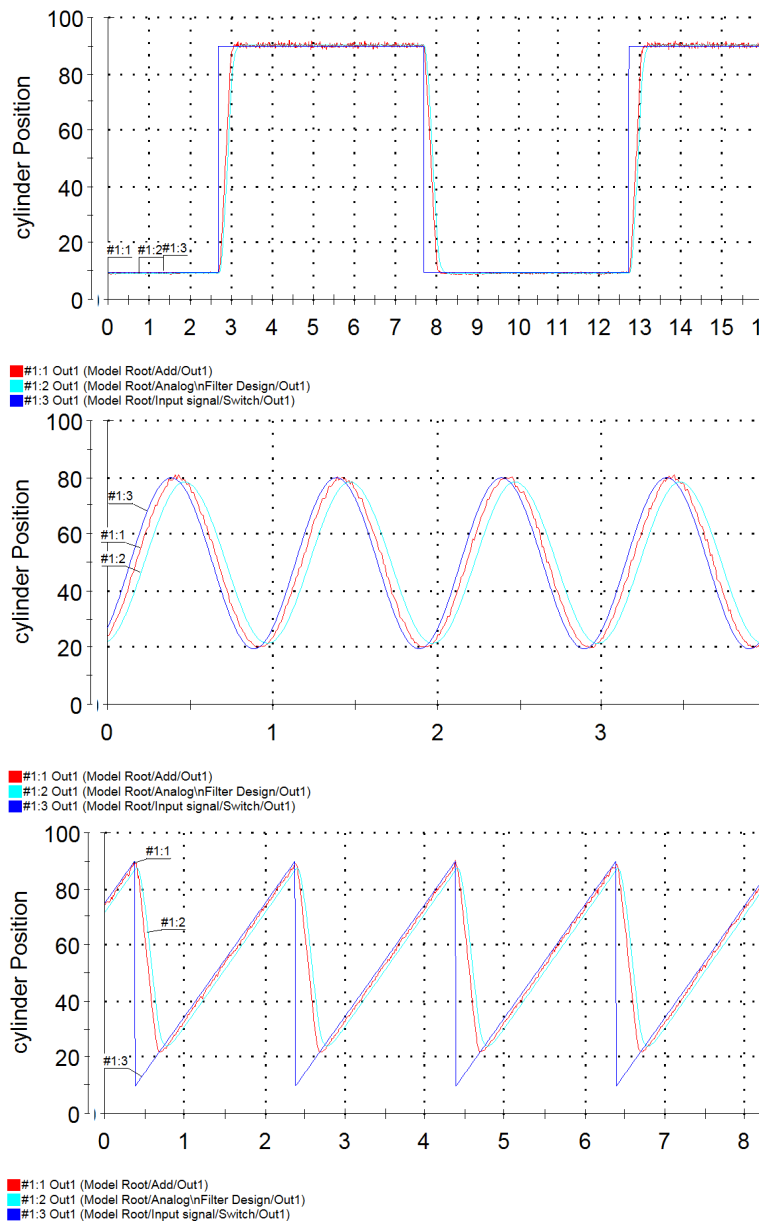 100
80
60
40
20
0
cylinder Position
#1:1 #1:2 #1:3
0 1 2 3 4 5 6 7 8 9 10 11 12 13 14 15 16
#1:1 Out1 (Model Root/Add/Out1)
#1:2 Out1 (Model Root/Analog\nFilter Design/Out1)
#1:3 Out1 (Model Root/Input signal/Switch/Out1)
100
80
60
40
20
0
cylinder Position
#1:3
#1:1
#1:2
0 1 2 3
#1:1 Out1 (Model Root/Add/Out1)
#1:2 Out1 (Model Root/Analog\nFilter Design/Out1)
#1:3 Out1 (Model Root/Input signal/Switch/Out1)
100
80
60
40
20
0
cylinder Position
#1:1
#1:2
#1:3
0 1 2 3 4 5 6 7 8
#1:1 Out1 (Model Root/Add/Out1)
#1:2 Out1 (Model Root/Analog\nFilter Design/Out1)
#1:3 Out1 (Model Root/Input signal/Switch/Out1)